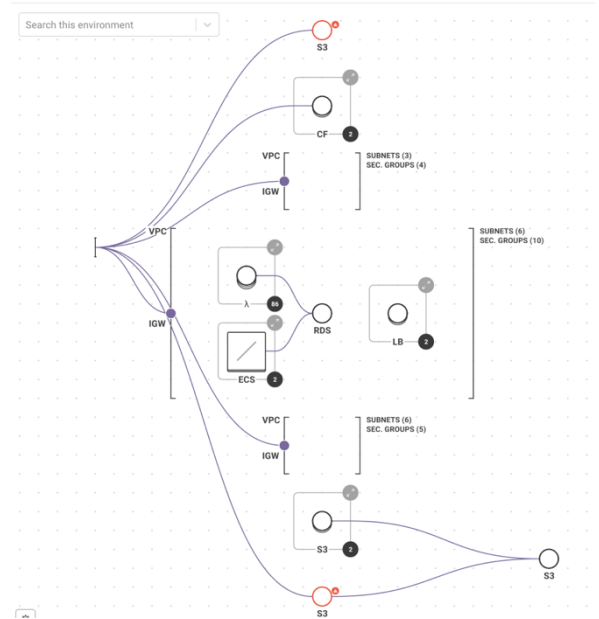 Search this environment
S3
CF
2
VPC
SUBNETS (3)
SEC. GROUPS (4)
IGW
VPC
SUBNETS (6)
SEC. GROUPS (10)
λ
86
IGW
RDS
LB
2
ECS
2
VPC
SUBNETS (6)
SEC. GROUPS (5)
IGW
S3
2
S3
S3